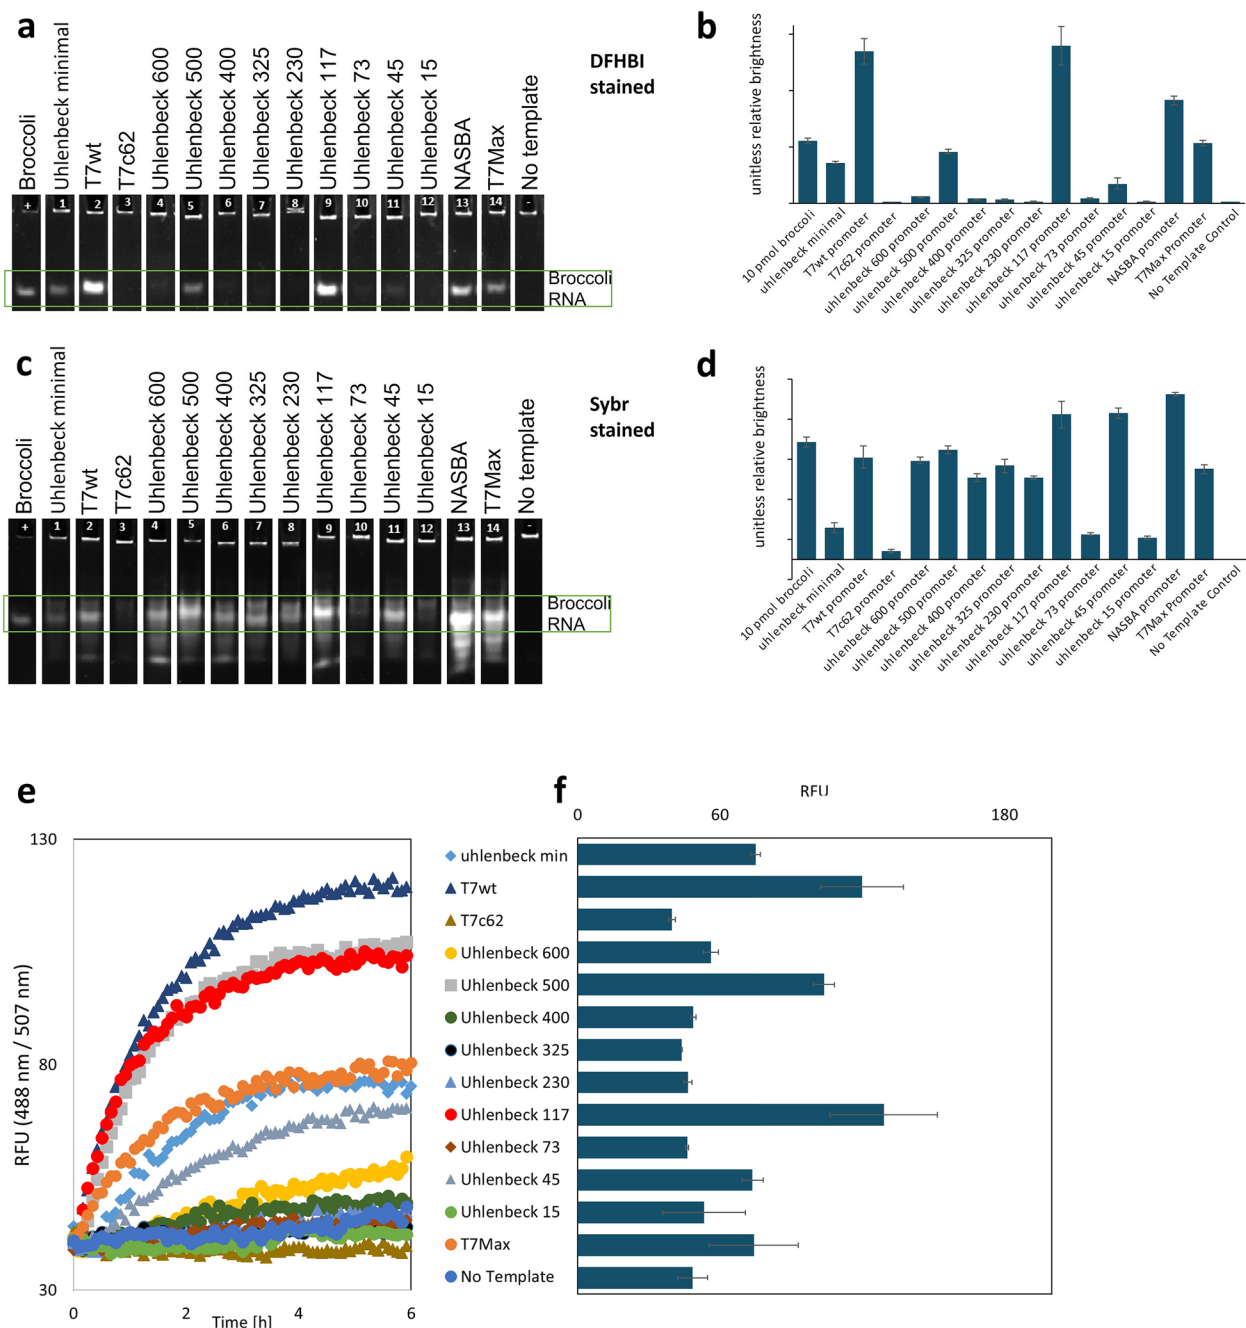 a
Broccoli
Uhlenbeck minimal
T7wt
T7c62
Uhlenbeck 600
Uhlenbeck 500
Uhlenbeck 400
Uhlenbeck 325
Uhlenbeck 230
Uhlenbeck 117
Uhlenbeck 73
Uhlenbeck 45
Uhlenbeck 15
NASBA
T7Max
No template
DFHBI
stained
+ 1 2 3 4 5 6 7 8 9 10 11 12 13 14 -
Broccoli
RNA
b
unitless relative brightness
10 pmol broccoli
uhlenbeck minimal
T7wt promoter
T7c62 promoter
uhlenbeck 600 promoter
uhlenbeck 500 promoter
uhlenbeck 400 promoter
uhlenbeck 325 promoter
uhlenbeck 230 promoter
uhlenbeck 117 promoter
uhlenbeck 73 promoter
uhlenbeck 45 promoter
uhlenbeck 15 promoter
NASBA promoter
T7Max Promoter
No Template Control
c
Broccoli
Uhlenbeck minimal
T7wt
T7c62
Uhlenbeck 600
Uhlenbeck 500
Uhlenbeck 400
Uhlenbeck 325
Uhlenbeck 230
Uhlenbeck 117
Uhlenbeck 73
Uhlenbeck 45
Uhlenbeck 15
NASBA
T7Max
No template
Sybr
stained
+ 1 2 3 4 5 6 7 8 9 10 11 12 13 14 -
Broccoli
RNA
d
unitless relative brightness
10 pmol broccoli
uhlenbeck minimal
T7wt promoter
T7c62 promoter
uhlenbeck 600 promoter
uhlenbeck 500 promoter
uhlenbeck 400 promoter
uhlenbeck 325 promoter
uhlenbeck 230 promoter
uhlenbeck 117 promoter
uhlenbeck 73 promoter
uhlenbeck 45 promoter
uhlenbeck 15 promoter
NASBA promoter
T7Max Promoter
No Template Control
e
RFU (488 nm / 507 nm)
130
80
30
0 2 4 6
Time [h]
uhlenbeck min
T7wt
T7c62
Uhlenbeck 600
Uhlenbeck 500
Uhlenbeck 400
Uhlenbeck 325
Uhlenbeck 230
Uhlenbeck 117
Uhlenbeck 73
Uhlenbeck 45
Uhlenbeck 15
T7Max
No Template
f
RFU
0 60 180